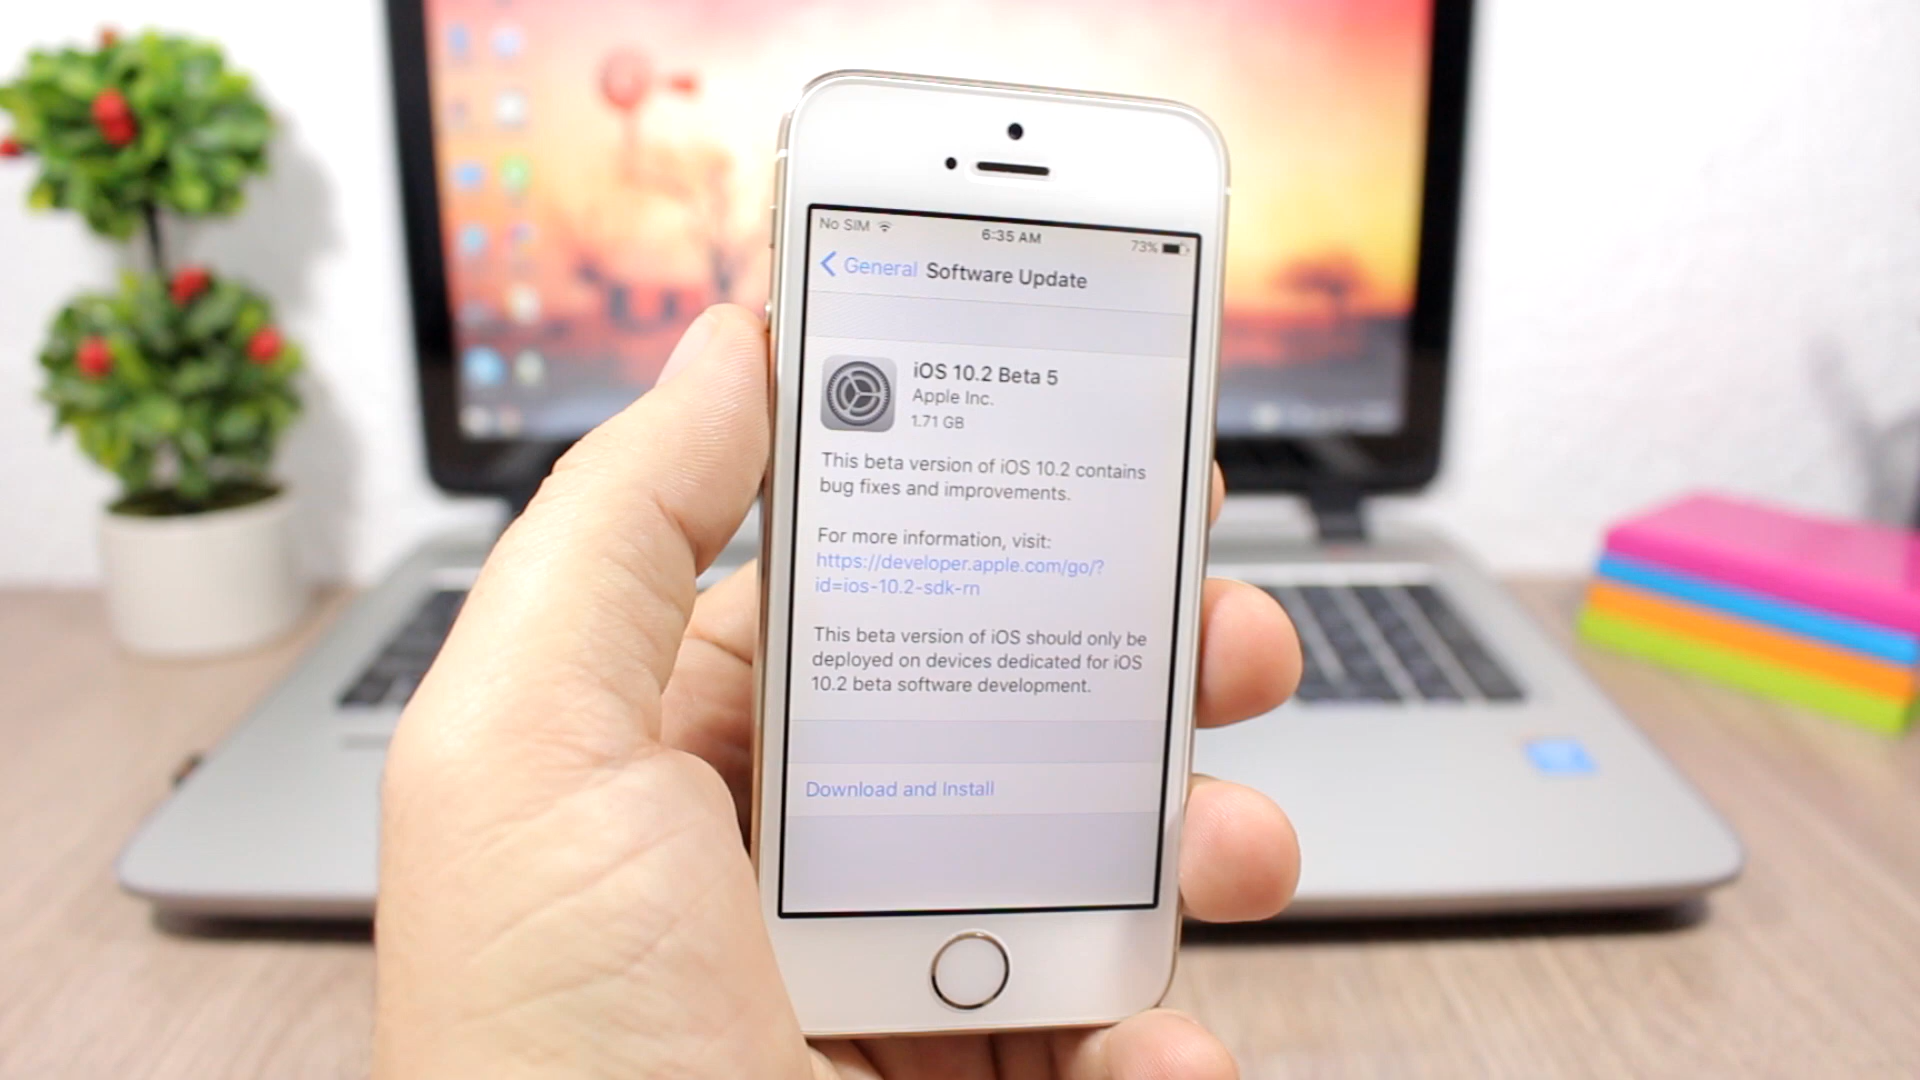 No SIM
6:35 AM
73%
General
Software Update
iOS 10.2 Beta 5
Apple Inc.
1.71 GB
This beta version of iOS 10.2 contains
bug fixes and improvements.
For more information, visit:
https://developer.apple.com/go/?
id=ios-10.2-sdk-rn
This beta version of iOS should only be
deployed on devices dedicated for iOS
10.2 beta software development.
Download and Install